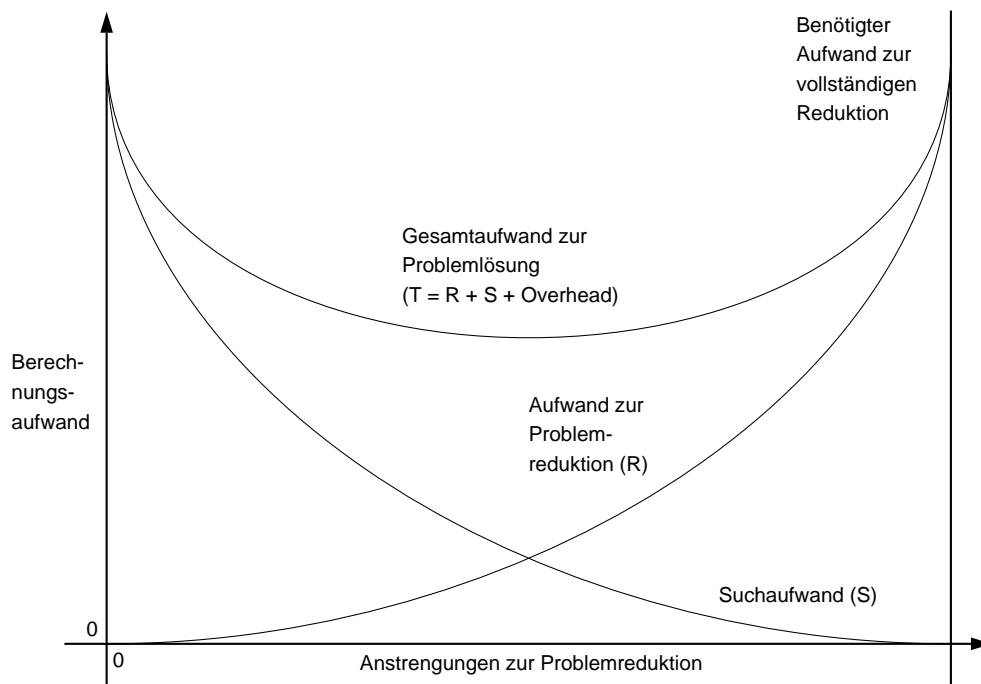 Benötigter
Aufwand zur
vollständigen
Reduktion
Gesamtaufwand zur
Problemlösung
(T = R + S + Overhead)
Berech-
nungs-
aufwand
Aufwand zur
Problem-
reduktion (R)
Suchaufwand (S)
0
0
Anstrengungen zur Problemreduktion